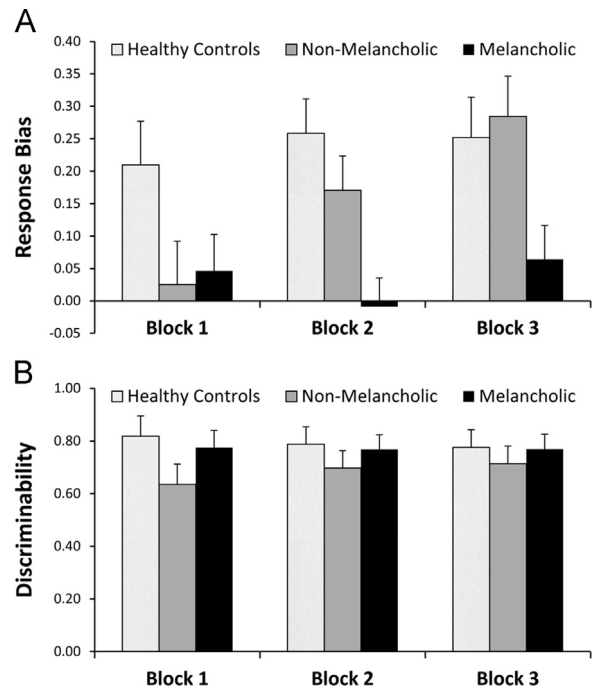 A
Response Bias
0.40
0.35
0.30
0.25
0.20
0.15
0.10
0.05
0.00
-0.05
Healthy Controls Non-Melancholic Melancholic
Block 1 Block 2 Block 3
B
Discriminability
1.00
0.80
0.60
0.40
0.20
0.00
Healthy Controls Non-Melancholic Melancholic
Block 1 Block 2 Block 3